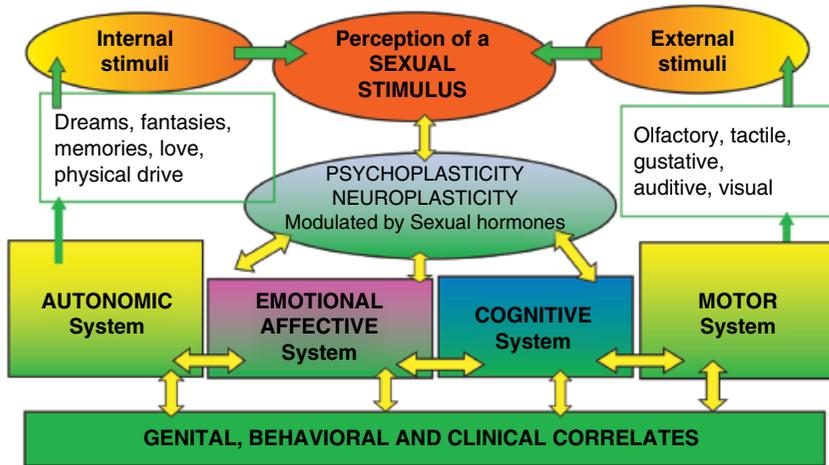 Internal
stimuli
Perception of a
SEXUAL
STIMULUS
External
stimuli
Dreams, fantasies,
memories, love,
physical drive
PSYCHOPLASTICITY
NEUROPLASTICITY
Modulated by Sexual hormones
Olfactory, tactile,
gustative,
auditive, visual
AUTONOMIC
System
EMOTIONAL
AFFECTIVE
System
COGNITIVE
System
MOTOR
System
GENITAL, BEHAVIORAL AND CLINICAL CORRELATES